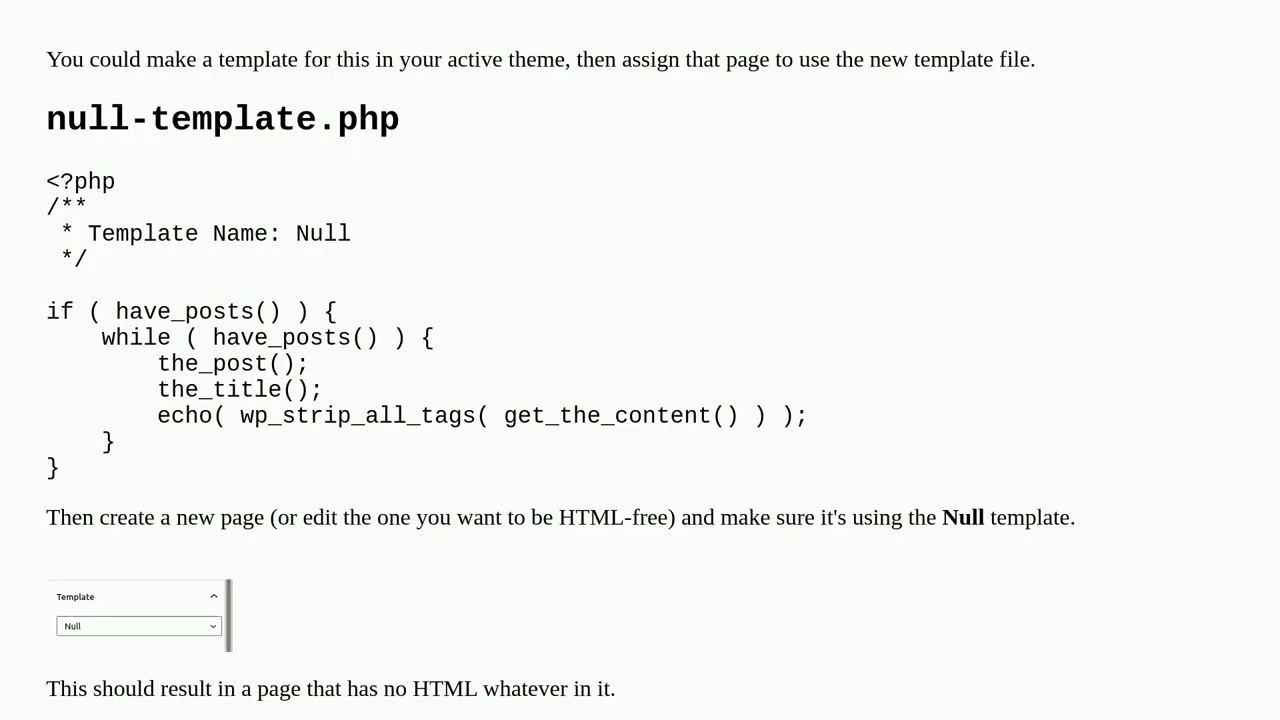 You could make a template for this in your active theme, then assign that page to use the new template file.
null-template.php
<?php
/**
 * Template Name: Null
 */
if ( have_posts() ) {
    while ( have_posts() ) {
        the_post();
        the_title();
        echo( wp_strip_all_tags( get_the_content() ) );
    }
}
Then create a new page (or edit the one you want to be HTML-free) and make sure it's using the Null template.
Template
Null
This should result in a page that has no HTML whatever in it.